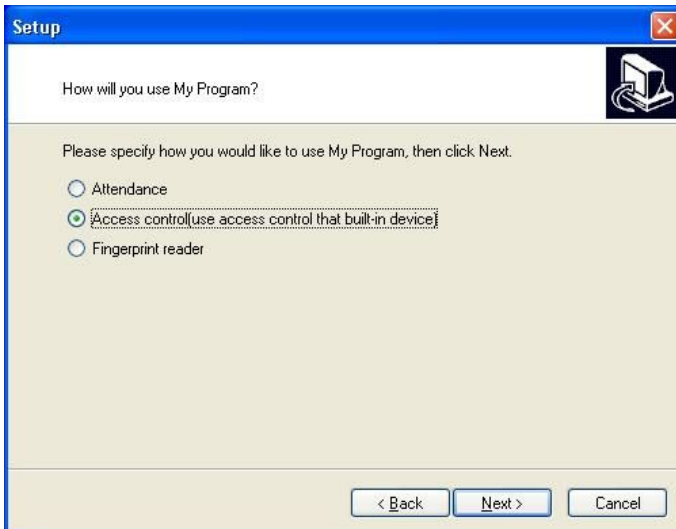 Setup
How will you use My Program?
Please specify how you would like to use My Program, then click Next.
Attendance
Access control(use access control that built-in device)
Fingerprint reader
< Back
Next >
Cancel